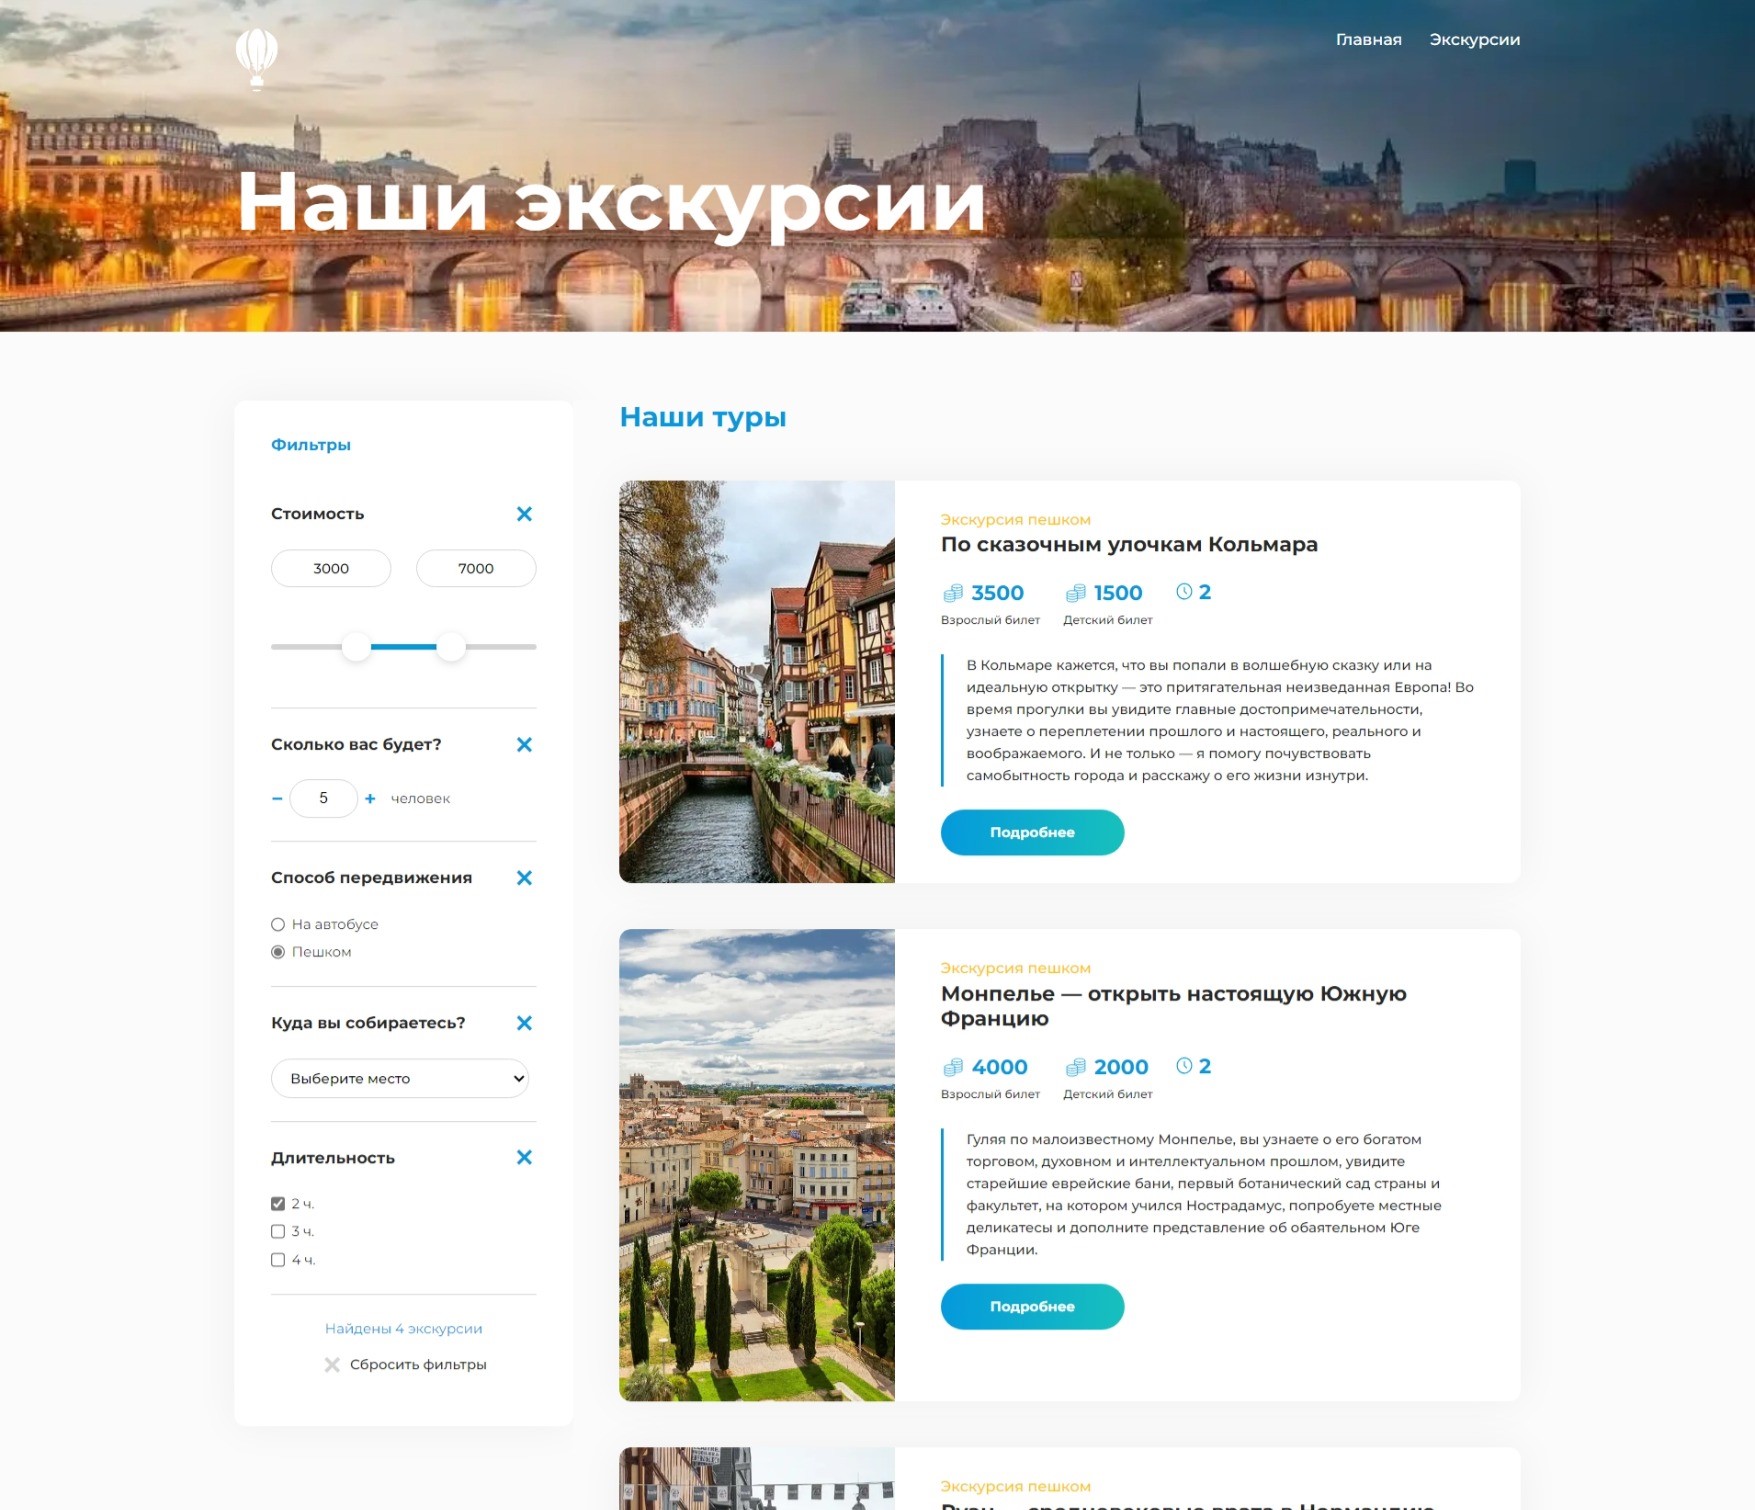 Главная Экскурсии
Наши экскурсии
Фильтры
Стоимость
3000 7000
Сколько вас будет?
5 человек
Способ передвижения
На автобусе
Пешком
Куда вы собираетесь?
Выберите место
Длительность
2 ч.
3 ч.
4 ч.
Найдены 4 экскурсии
Сбросить фильтры
Наши туры
Экскурсия пешком
По сказочным улочкам Кольмара
3500 1500 2
Взрослый билет Детский билет
В Кольмаре кажется, что вы попали в волшебную сказку или на
идеальную открытку — это притягательная неизведанная Европа! Во
время прогулки вы увидите главные достопримечательности,
узнаете о переплетении прошлого и настоящего, реального и
воображаемого. И не только — я помогу почувствовать
самобытность города и расскажу о его жизни изнутри.
Подробнее
Экскурсия пешком
Монпелье — открыть настоящую Южную
Францию
4000 2000 2
Взрослый билет Детский билет
Гуляя по малоизвестному Монпелье, вы узнаете о его богатом
торговом, духовном и интеллектуальном прошлом, увидите
старейшие еврейские бани, первый ботанический сад страны и
факультет, на котором учился Нострадамус, попробуете местные
деликатесы и дополните представление об обаятельном Юге
Франции.
Подробнее
Экскурсия пешком
Руан — средневековые врата в Нормандию